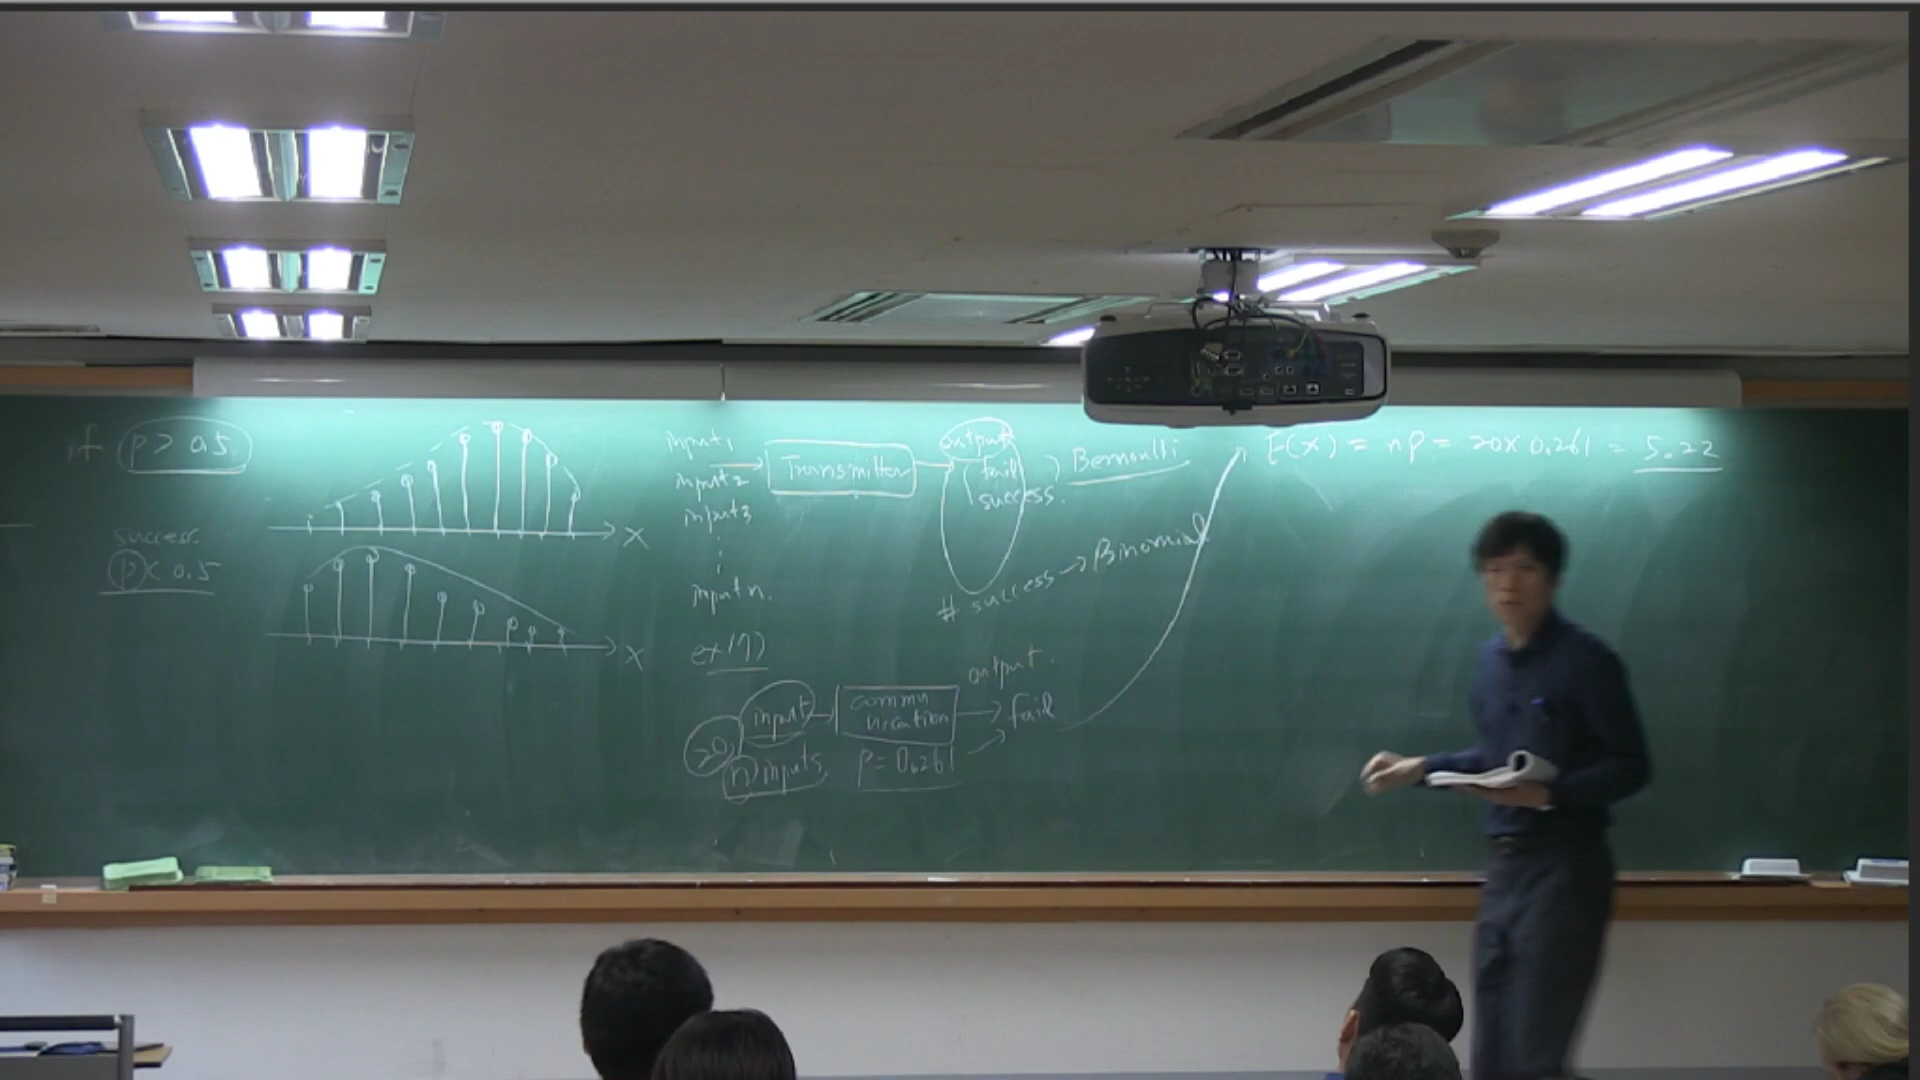 if p > 0.5
success
p < 0.5
X
X
input1
input2
input3
input n.
Transmitter
output
fail
success.
Bernoulli
# success → Binomial
ex 17)
20
input
n inputs
commu
nication
p = 0.261
output.
fail
E(X) = np = 20 x 0.261 = 5.22